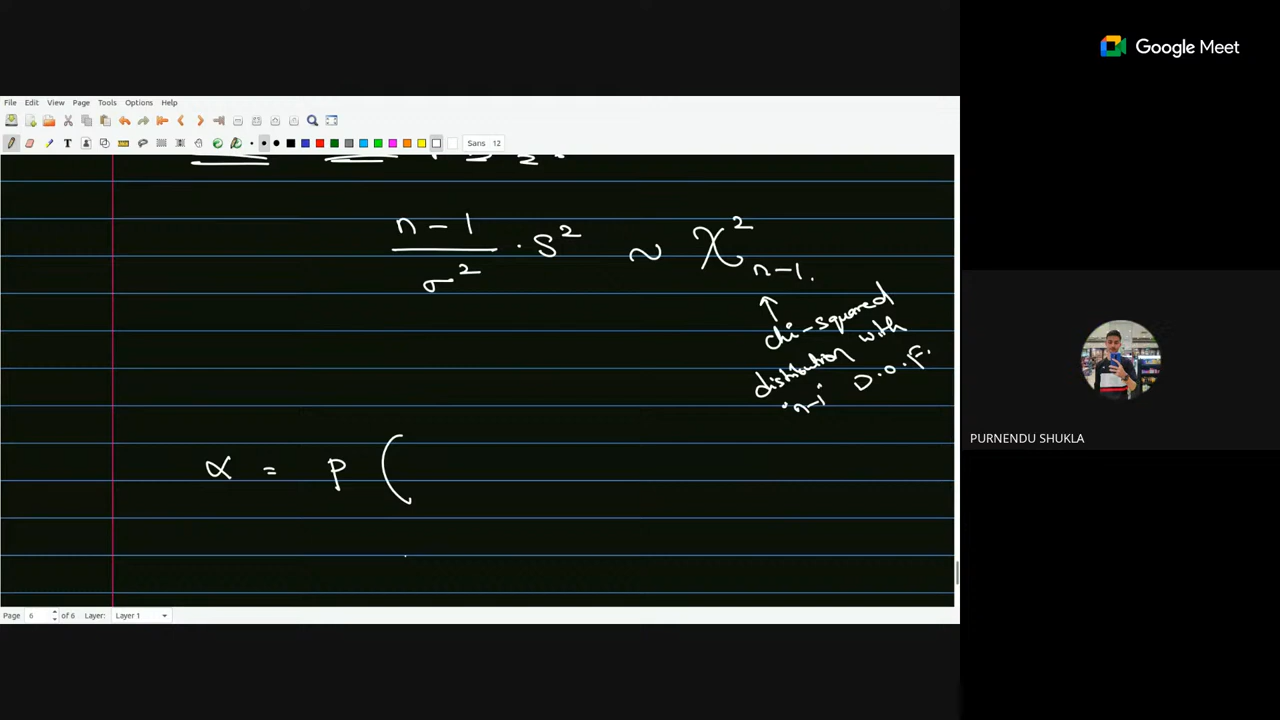 Google Meet
File Edit View Page Tools Options Help
T Sans 12
n-1
―― · S² ~ χ²ₙ₋₁.
σ²
↑
chi-squared
distribution with
"n-1" D.O.F.
α = P (
PURNENDU SHUKLA
Page 6 of 6 Layer: Layer 1